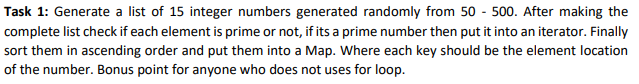 Task 1: Generate a list of 15 integer numbers generated randomly from 50 - 500. After making the
complete list check if each element is prime or not, if its a prime number then put it into an iterator. Finally
sort them in ascending order and put them into a Map. Where each key should be the element location
of the number. Bonus point for anyone who does not uses for loop.